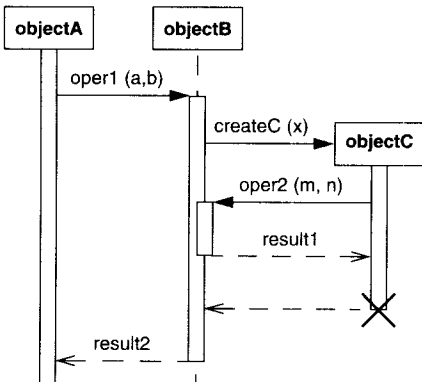 objectA
objectB
oper1 (a,b)
createC (x)
objectC
oper2 (m, n)
result1
result2